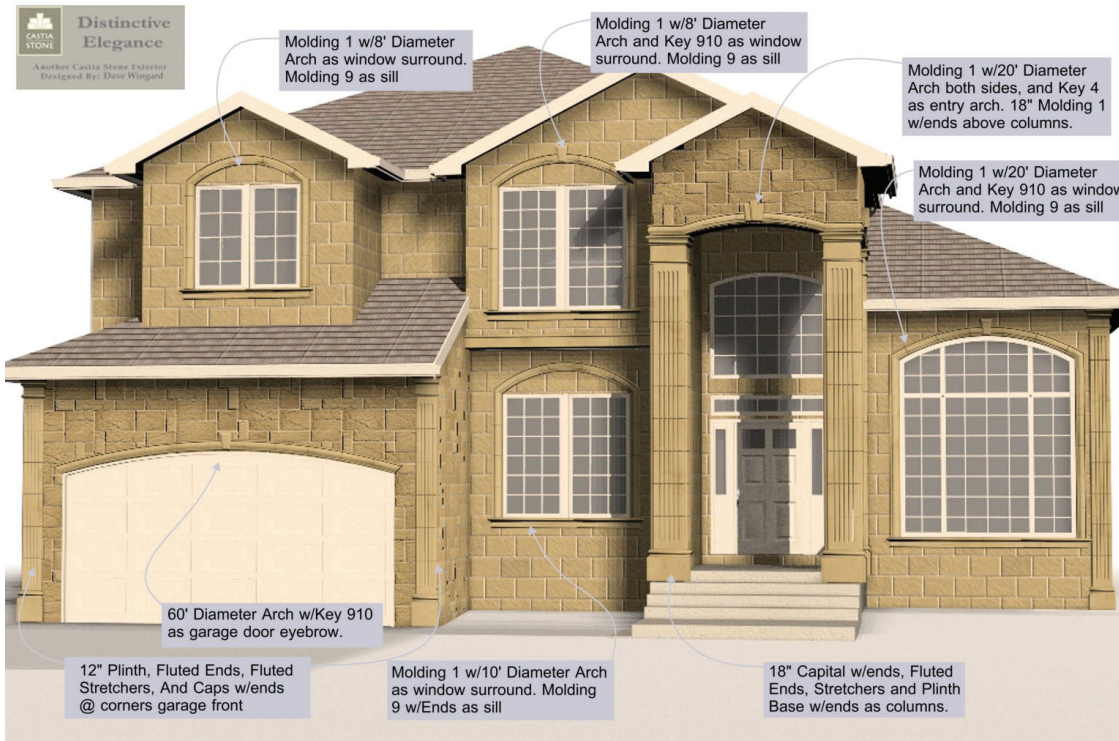 CASTIA
STONE
Distinctive
Elegance
Another Castia Stone Exterior
Designed By: Dave Wingard
Molding 1 w/8' Diameter
Arch as window surround.
Molding 9 as sill
Molding 1 w/8' Diameter
Arch and Key 910 as window
surround. Molding 9 as sill
Molding 1 w/20' Diameter
Arch both sides, and Key 4
as entry arch. 18" Molding 1
w/ends above columns.
Molding 1 w/20' Diameter
Arch and Key 910 as window
surround. Molding 9 as sill
60' Diameter Arch w/Key 910
as garage door eyebrow.
12" Plinth, Fluted Ends, Fluted
Stretchers, And Caps w/ends
@ corners garage front
Molding 1 w/10' Diameter Arch
as window surround. Molding
9 w/Ends as sill
18" Capital w/ends, Fluted
Ends, Stretchers and Plinth
Base w/ends as columns.